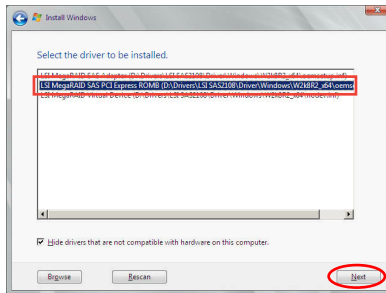 Install Windows
Select the driver to be installed.
LSI MegaRAID SAS Adapter (D:\Drivers\LSI SAS2108\Driver\Windows\W2k8R2_x64\oemsetup.inf)
LSI MegaRAID SAS PCI Express ROMB (D:\Drivers\LSI SAS2108\Driver\Windows\W2k8R2_x64\oems
LSI MegaRAID Virtual Device (D:\Drivers\LSI SAS2108\Driver\Windows\W2k8R2_x64\nodev.inf)
Hide drivers that are not compatible with hardware on this computer.
Browse Rescan Next